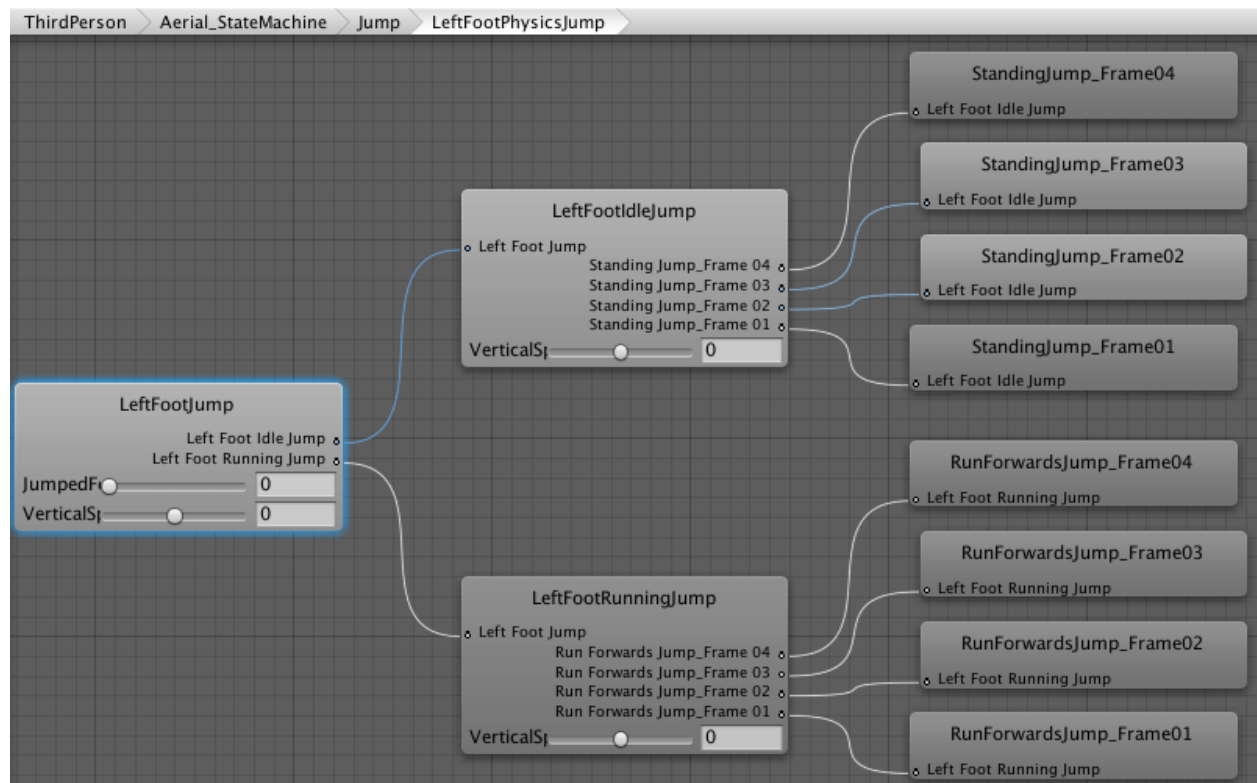 ThirdPerson Aerial_StateMachine Jump LeftFootPhysicsJump
LeftFootJump
Left Foot Idle Jump
Left Foot Running Jump
JumpedF 0
VerticalSp 0
LeftFootIdleJump
Left Foot Jump
Standing Jump_Frame 04
Standing Jump_Frame 03
Standing Jump_Frame 02
Standing Jump_Frame 01
VerticalSp 0
LeftFootRunningJump
Left Foot Jump
Run Forwards Jump_Frame 04
Run Forwards Jump_Frame 03
Run Forwards Jump_Frame 02
Run Forwards Jump_Frame 01
VerticalSp 0
StandingJump_Frame04
Left Foot Idle Jump
StandingJump_Frame03
Left Foot Idle Jump
StandingJump_Frame02
Left Foot Idle Jump
StandingJump_Frame01
Left Foot Idle Jump
RunForwardsJump_Frame04
Left Foot Running Jump
RunForwardsJump_Frame03
Left Foot Running Jump
RunForwardsJump_Frame02
Left Foot Running Jump
RunForwardsJump_Frame01
Left Foot Running Jump